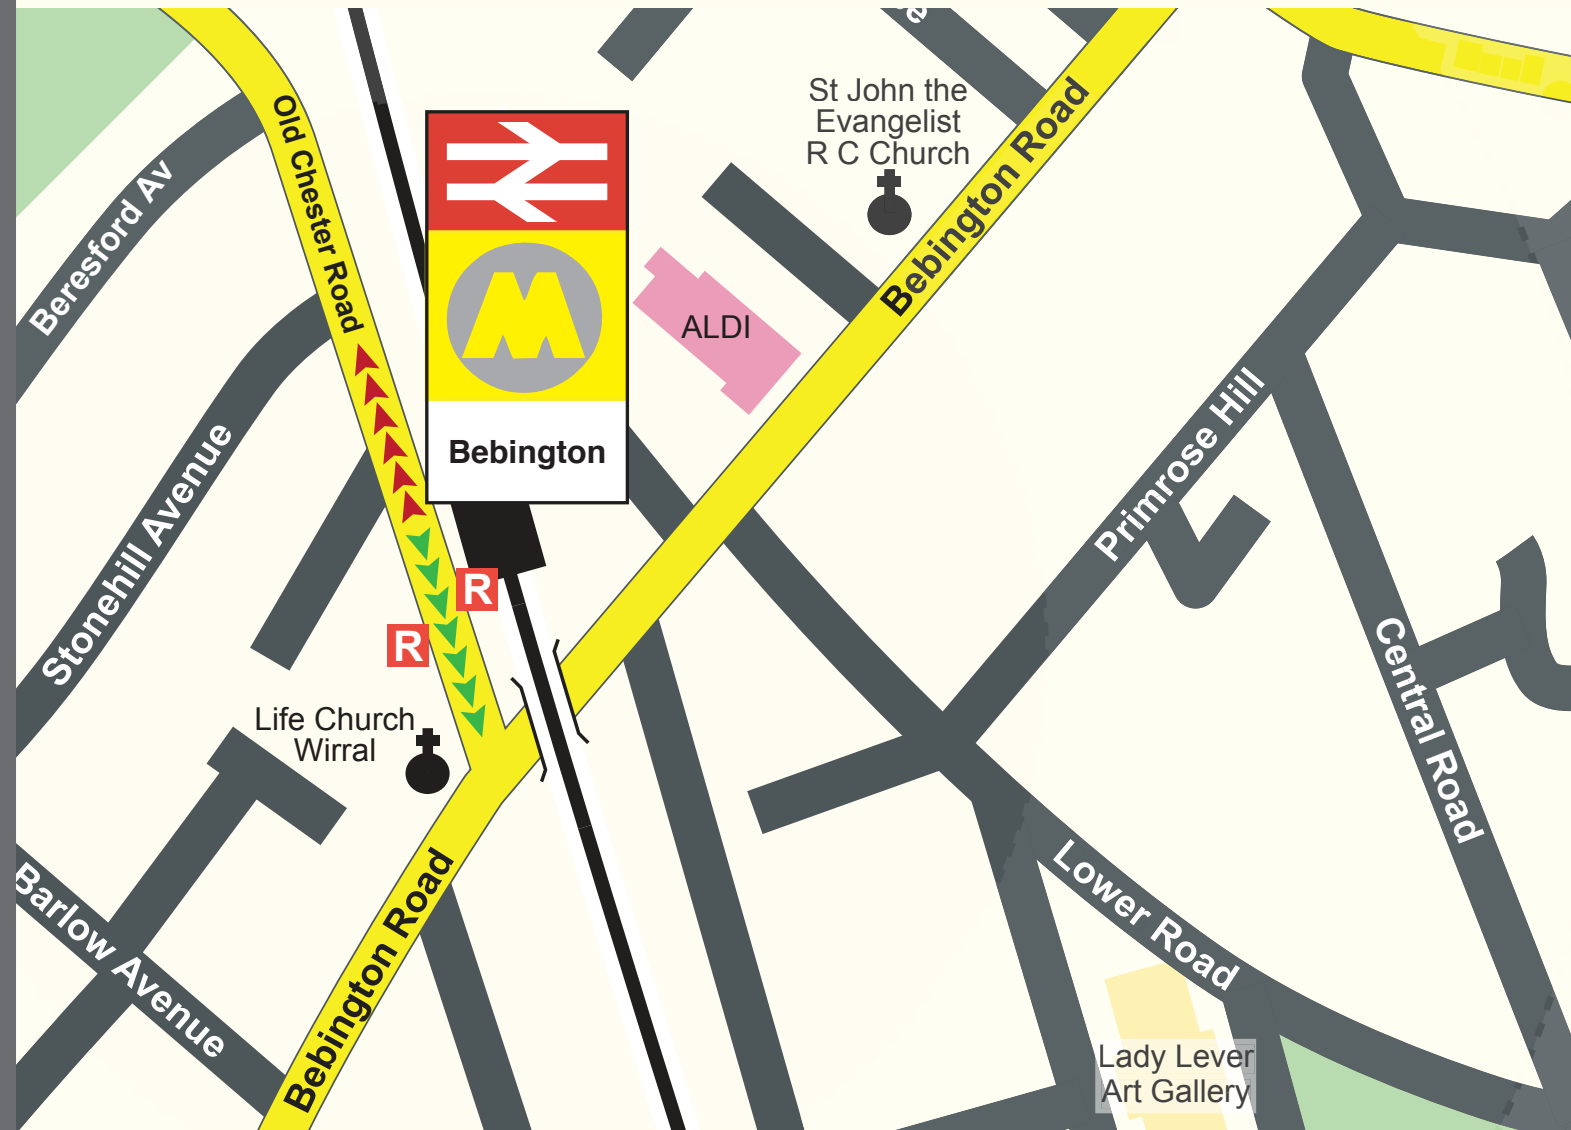 St John the
Evangelist
R C Church
Old Chester Road
Bebington Road
Beresford Av
ALDI
Bebington
Primrose Hill
Stonehill Avenue
R
R
Life Church
Wirral
Central Road
Lower Road
Barlow Avenue
Bebington Road
Lady Lever
Art Gallery